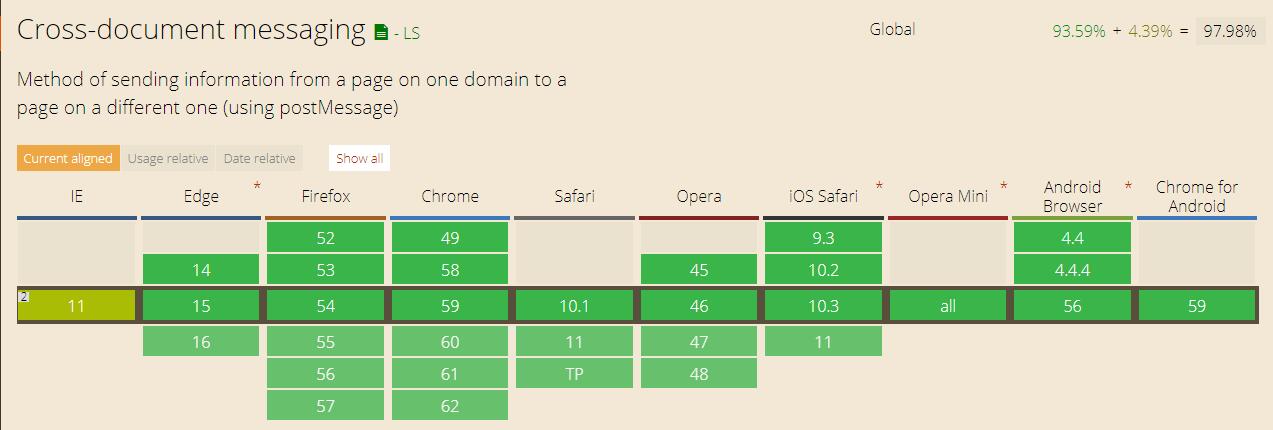 Cross-document messaging - LS
Global 93.59% + 4.39% = 97.98%
Method of sending information from a page on one domain to a
page on a different one (using postMessage)
Current aligned Usage relative Date relative Show all
IE Edge * Firefox Chrome Safari Opera iOS Safari * Opera Mini * Android Browser * Chrome for Android
52 49 9.3 4.4
14 53 58 45 10.2 4.4.4
2 11 15 54 59 10.1 46 10.3 all 56 59
16 55 60 11 47 11
56 61 TP 48
57 62